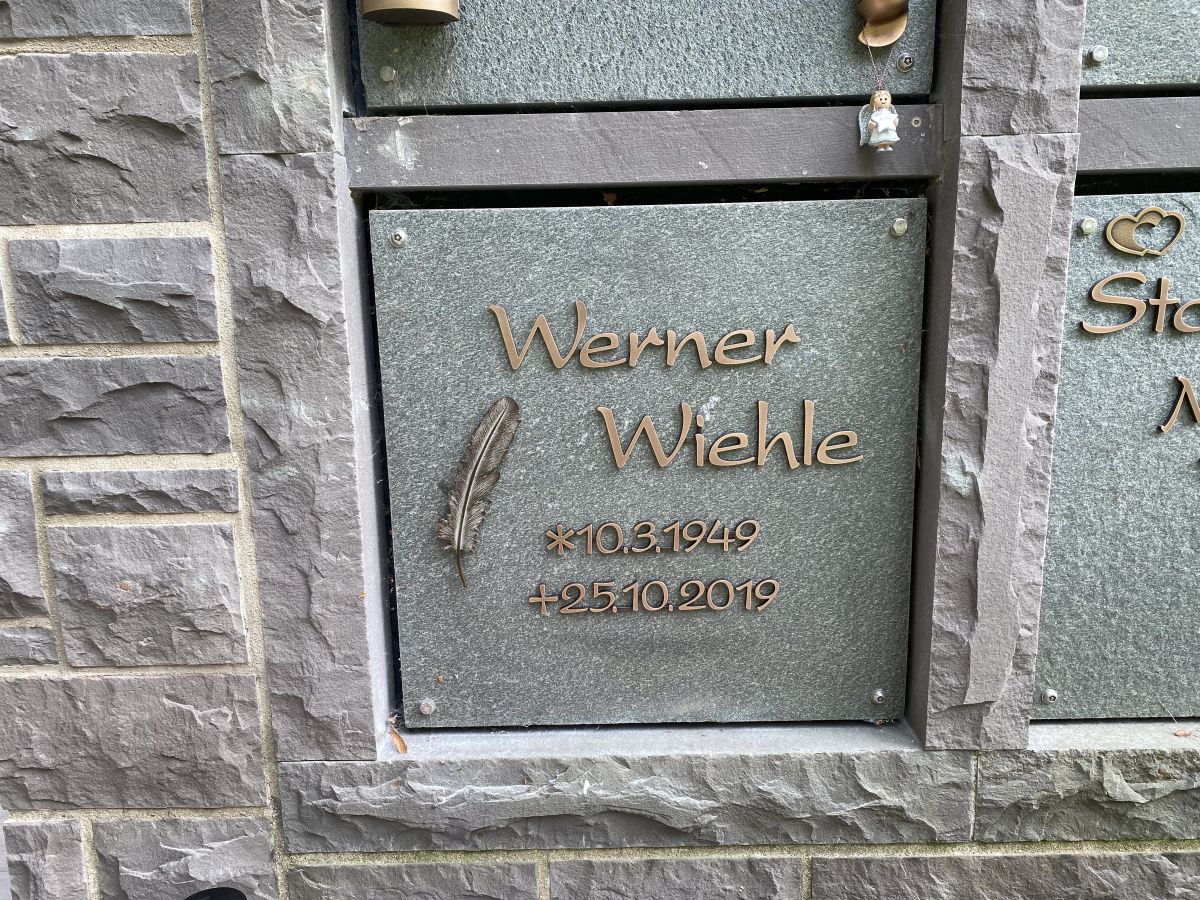 Werner
Wiehle
*10.3.1949
+25.10.2019